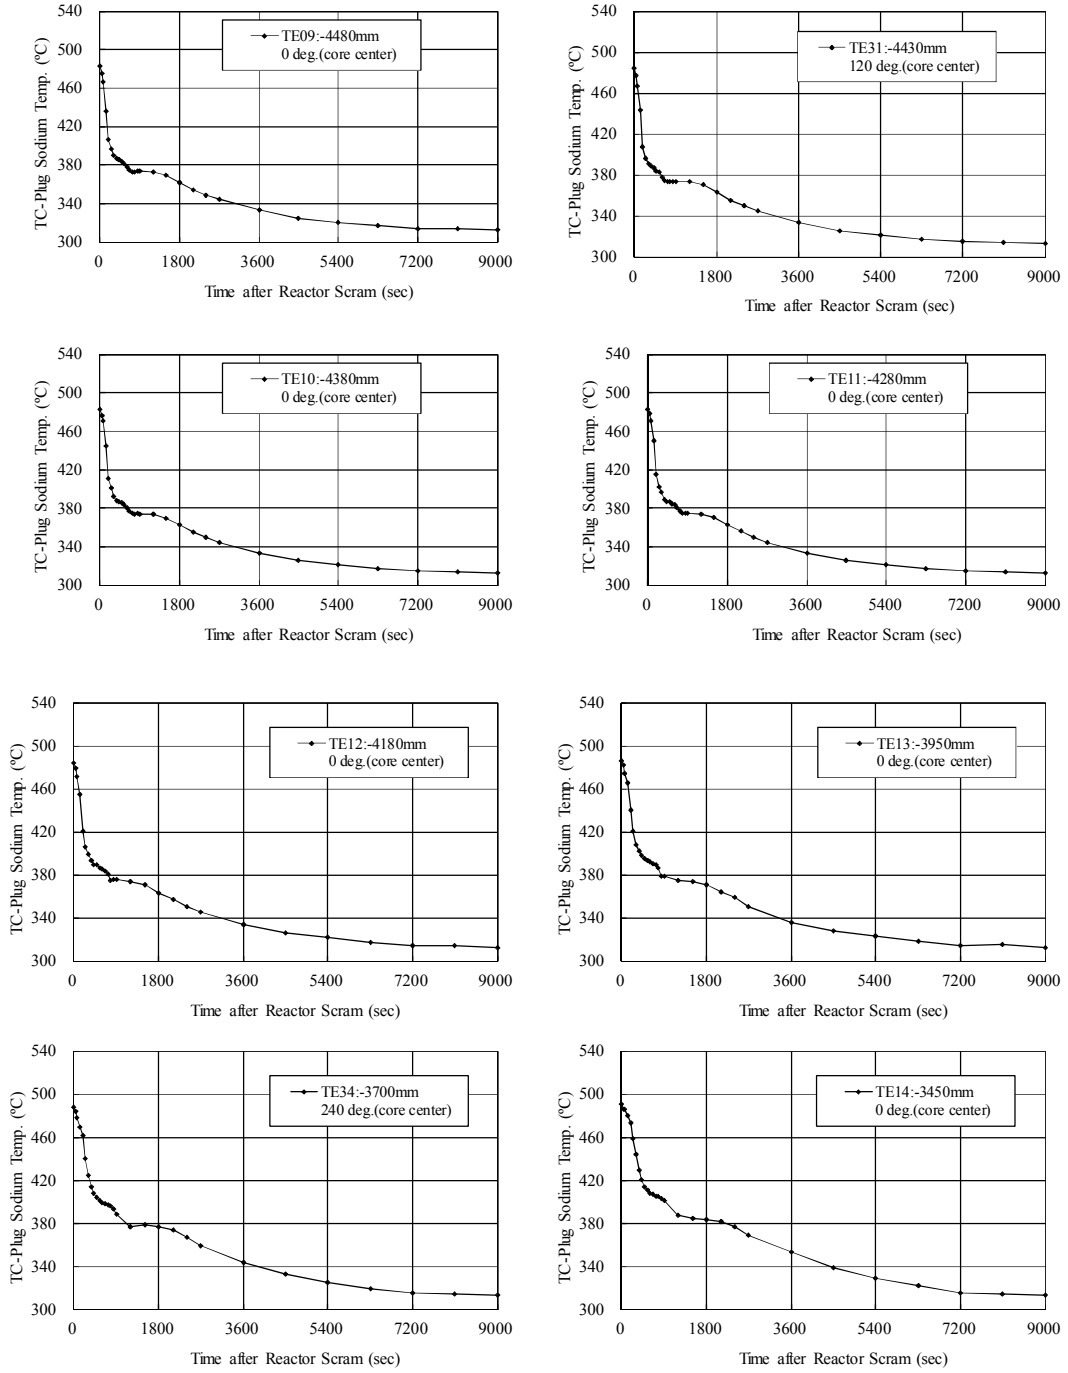 540
500
460
420
380
340
300
TC-Plug Sodium Temp. (ºC)
TE09:-4480mm
0 deg.(core center)
0 1800 3600 5400 7200 9000
Time after Reactor Scram (sec)
540
500
460
420
380
340
300
TC-Plug Sodium Temp. (ºC)
TE31:-4430mm
120 deg.(core center)
0 1800 3600 5400 7200 9000
Time after Reactor Scram (sec)
540
500
460
420
380
340
300
TC-Plug Sodium Temp. (ºC)
TE10:-4380mm
0 deg.(core center)
0 1800 3600 5400 7200 9000
Time after Reactor Scram (sec)
540
500
460
420
380
340
300
TC-Plug Sodium Temp. (ºC)
TE11:-4280mm
0 deg.(core center)
0 1800 3600 5400 7200 9000
Time after Reactor Scram (sec)
540
500
460
420
380
340
300
TC-Plug Sodium Temp. (ºC)
TE12:-4180mm
0 deg.(core center)
0 1800 3600 5400 7200 9000
Time after Reactor Scram (sec)
540
500
460
420
380
340
300
TC-Plug Sodium Temp. (ºC)
TE13:-3950mm
0 deg.(core center)
0 1800 3600 5400 7200 9000
Time after Reactor Scram (sec)
540
500
460
420
380
340
300
TC-Plug Sodium Temp. (ºC)
TE34:-3700mm
240 deg.(core center)
0 1800 3600 5400 7200 9000
Time after Reactor Scram (sec)
540
500
460
420
380
340
300
TC-Plug Sodium Temp. (ºC)
TE14:-3450mm
0 deg.(core center)
0 1800 3600 5400 7200 9000
Time after Reactor Scram (sec)